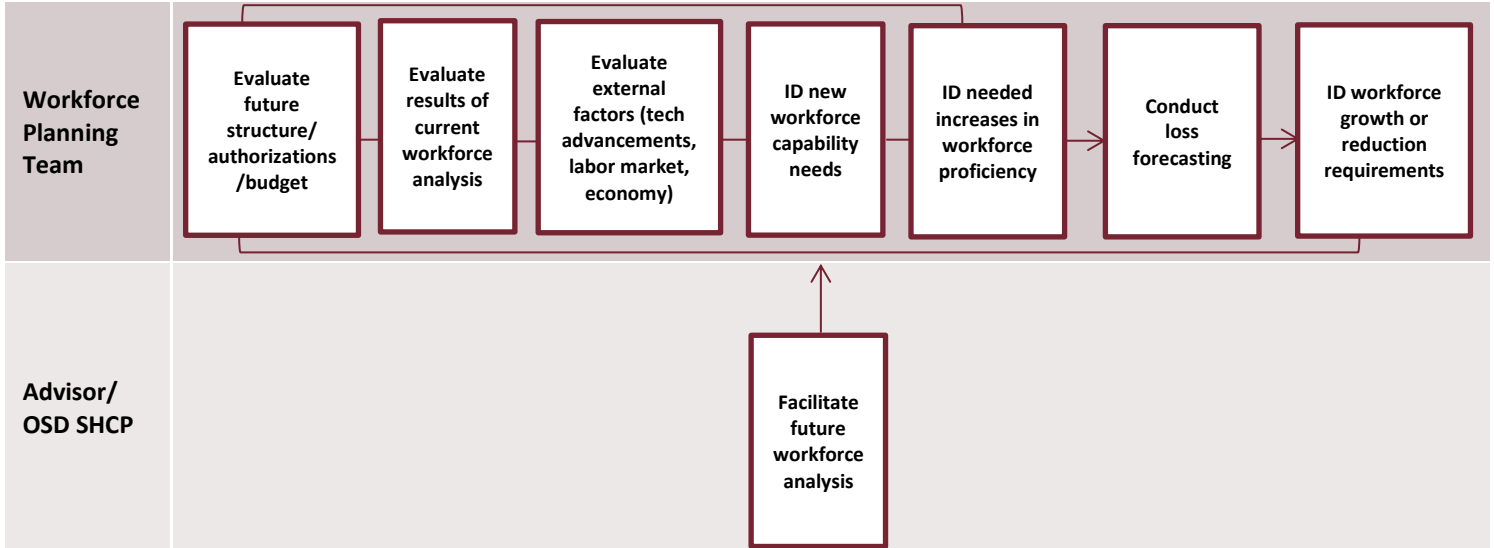 Workforce
Planning
Team
Evaluate
future
structure/
authorizations
/budget
Evaluate
results of
current
workforce
analysis
Evaluate
external
factors (tech
advancements,
labor market,
economy)
ID new
workforce
capability
needs
ID needed
increases in
workforce
proficiency
Conduct
loss
forecasting
ID workforce
growth or
reduction
requirements
Advisor/
OSD SHCP
Facilitate
future
workforce
analysis